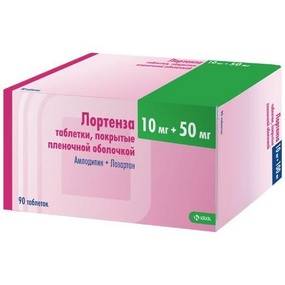 Лортенза
10 мг + 50 мг
таблетки, покрытые
пленочной оболочкой
Амлодипин • Лозартан
90 таблеток
KRKA